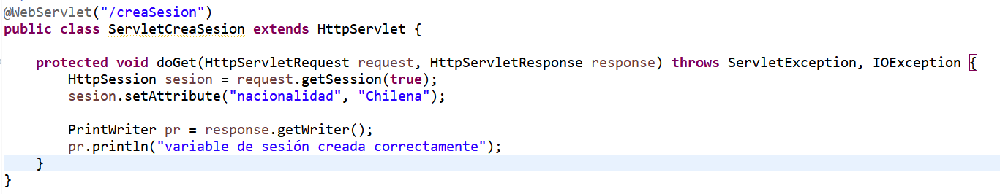 @WebServlet("/creaSesion")
public class ServletCreaSesion extends HttpServlet {
protected void doGet(HttpServletRequest request, HttpServletResponse response) throws ServletException, IOException {
HttpSession sesion = request.getSession(true);
sesion.setAttribute("nacionalidad", "Chilena");
PrintWriter pr = response.getWriter();
pr.println("variable de sesión creada correctamente");
}
}